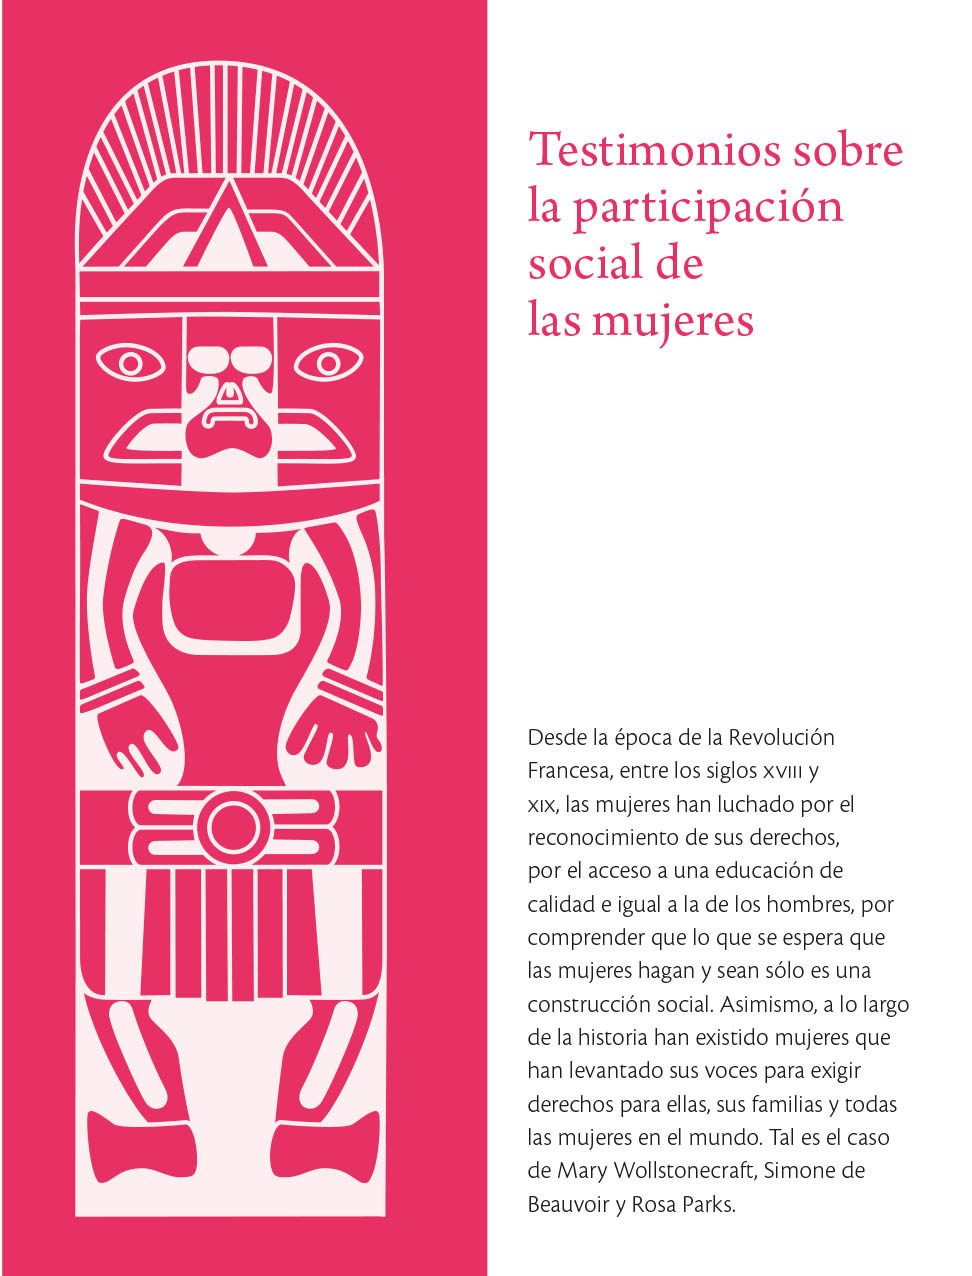 Testimonios sobre
la participación
social de
las mujeres
Desde la época de la Revolución
Francesa, entre los siglos XVIII y
XIX, las mujeres han luchado por el
reconocimiento de sus derechos,
por el acceso a una educación de
calidad e igual a la de los hombres, por
comprender que lo que se espera que
las mujeres hagan y sean sólo es una
construcción social. Asimismo, a lo largo
de la historia han existido mujeres que
han levantado sus voces para exigir
derechos para ellas, sus familias y todas
las mujeres en el mundo. Tal es el caso
de Mary Wollstonecraft, Simone de
Beauvoir y Rosa Parks.